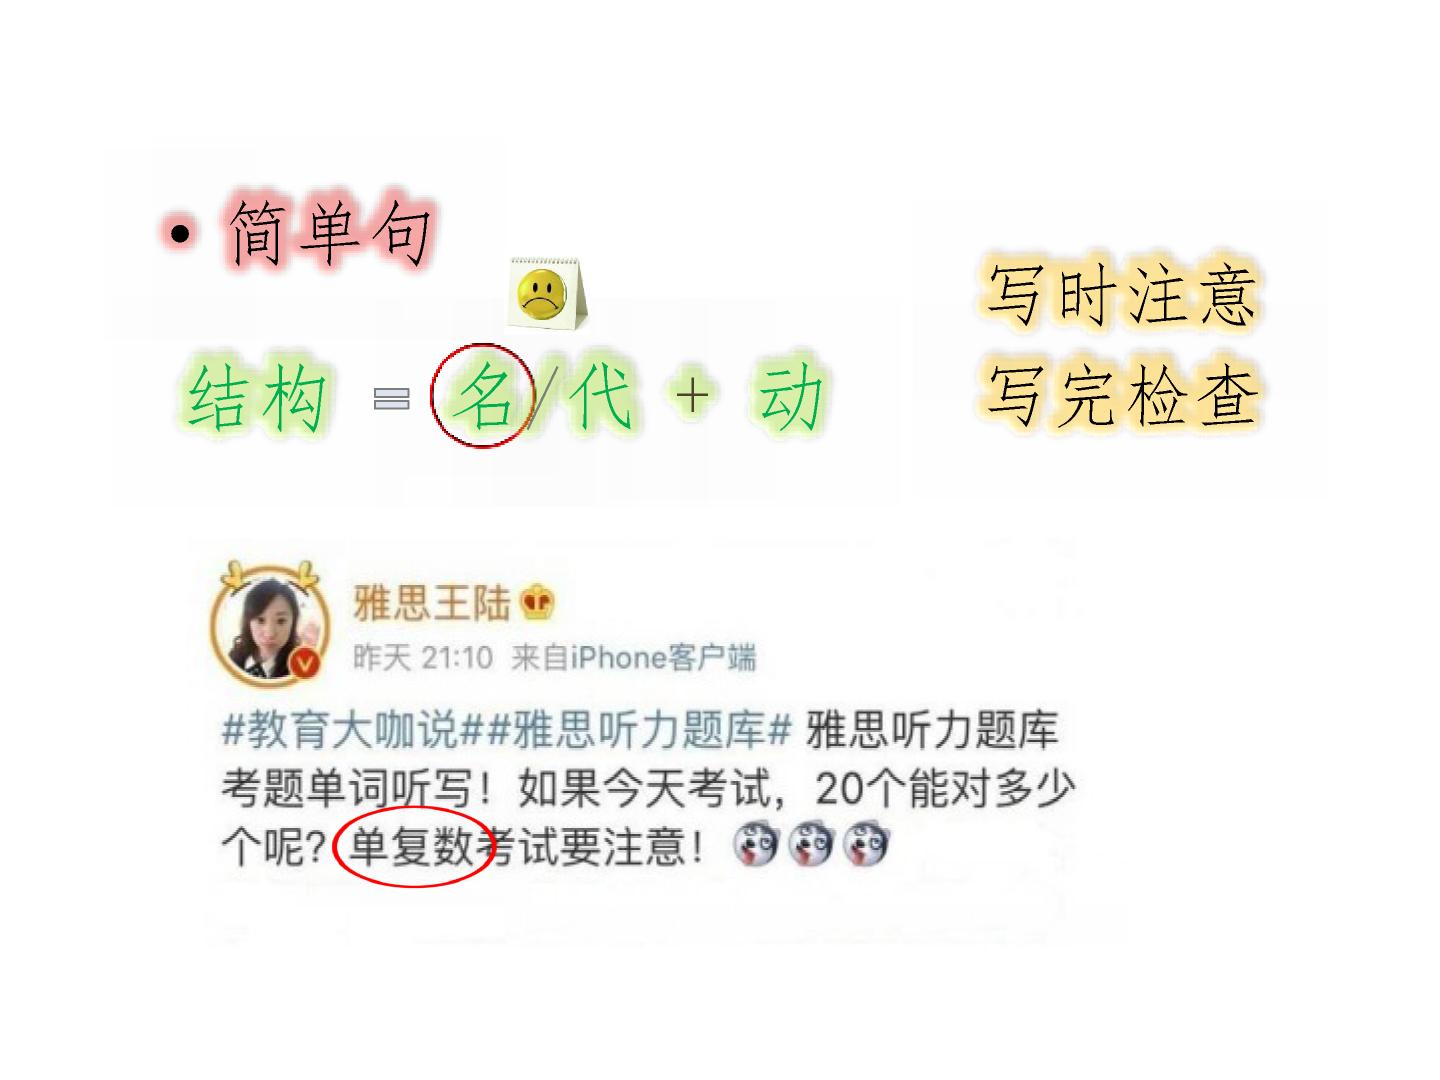 • 简单句
写时注意
结构 = 名/代 + 动
写完检查
雅思王陆
昨天 21:10 来自iPhone客户端
#教育大咖说##雅思听力题库# 雅思听力题库
考题单词听写！如果今天考试，20个能对多少
个呢？单复数考试要注意！